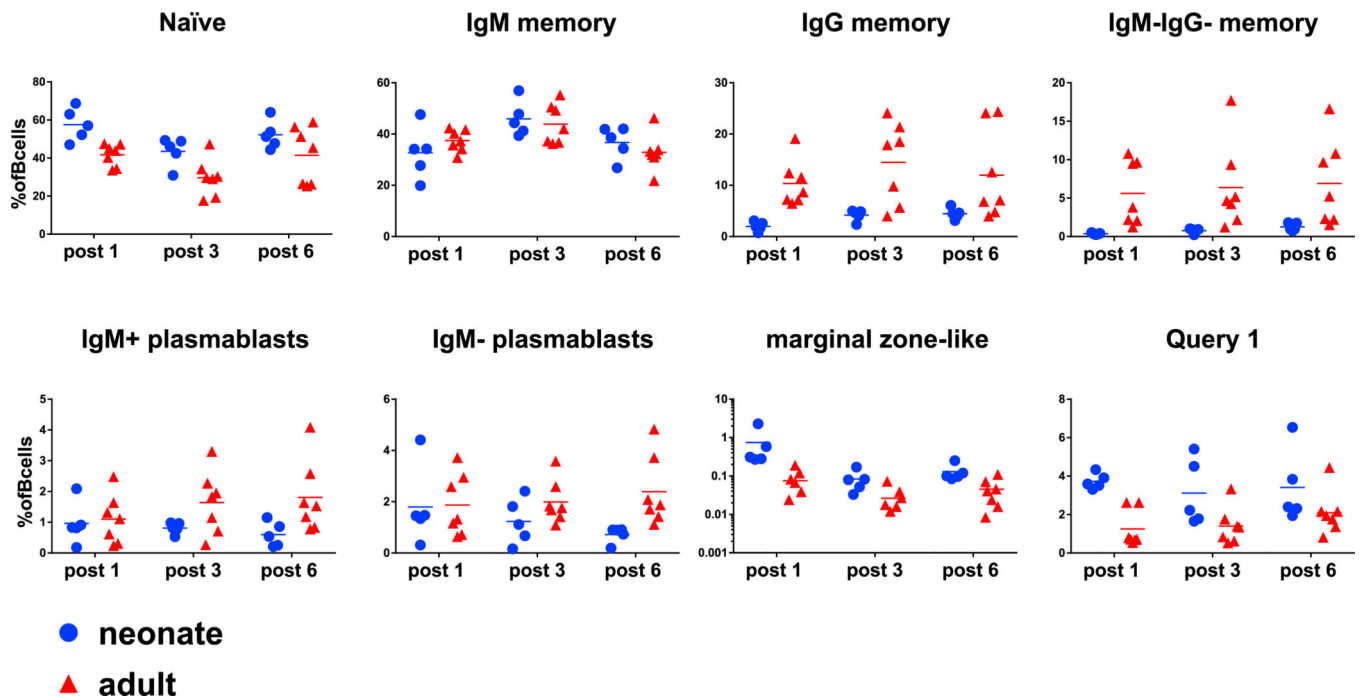 Naïve
IgM memory
IgG memory
IgM-IgG- memory
%ofBcells
80
60
40
20
0
post 1 post 3 post 6
60
40
20
0
post 1 post 3 post 6
30
20
10
0
post 1 post 3 post 6
20
15
10
5
0
post 1 post 3 post 6
IgM+ plasmablasts
IgM- plasmablasts
marginal zone-like
Query 1
%ofBcells
5
4
3
2
1
0
post 1 post 3 post 6
6
4
2
0
post 1 post 3 post 6
10
1
0.1
0.01
0.001
post 1 post 3 post 6
8
6
4
2
0
post 1 post 3 post 6
neonate
adult